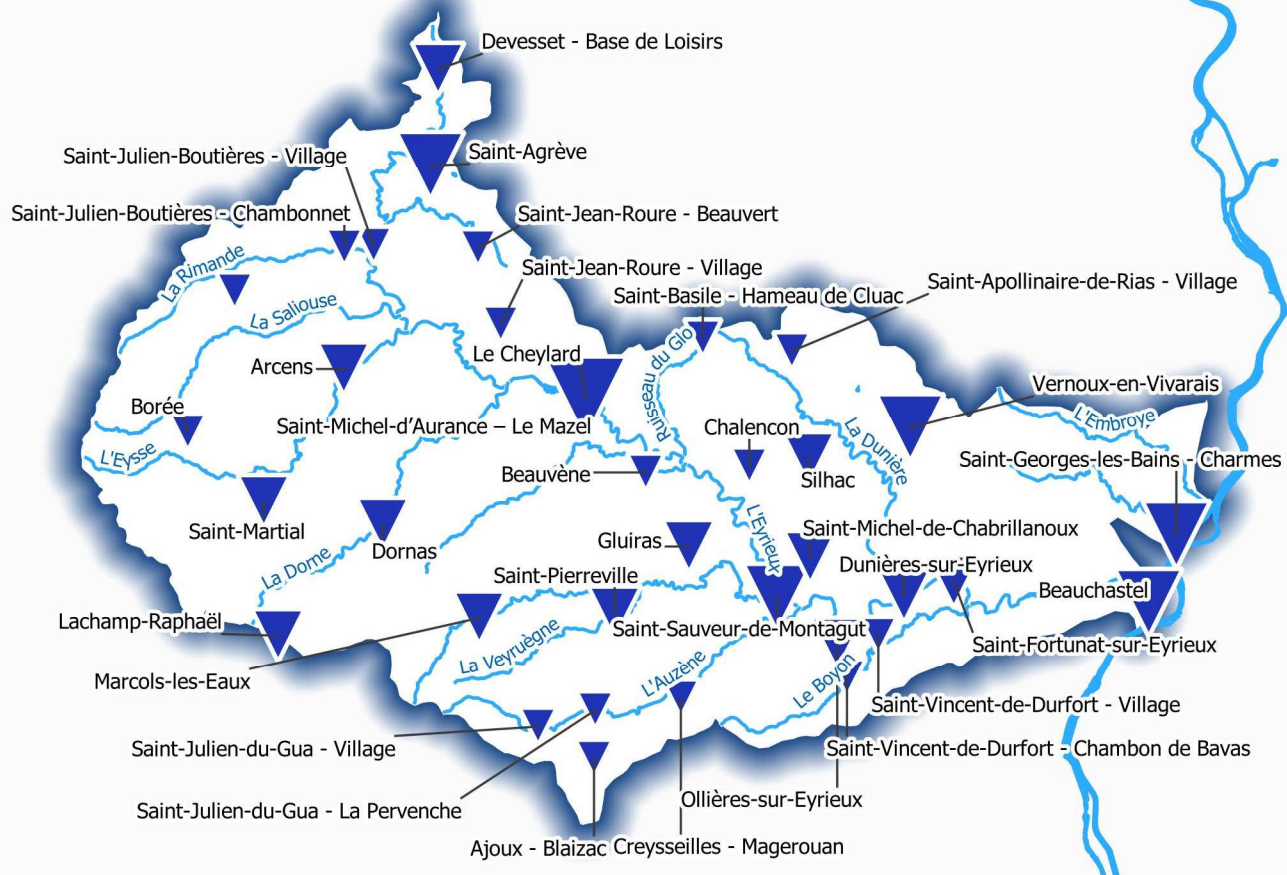 Devesset - Base de Loisirs
Saint-Julien-Boutières - Village
Saint-Agrève
Saint-Julien-Boutières - Chambonnet
Saint-Jean-Roure - Beauvert
La Rimande
Saint-Jean-Roure - Village
Saint-Apollinaire-de-Rias - Village
Saint-Basile - Hameau de Cluac
La Saliouse
Ruisseau du Glo
Le Cheylard
Arcens
Vernoux-en-Vivarais
Borée
L'Embroye
Saint-Michel-d'Aurance – Le Mazel
Chalencon
La Dunière
L'Eysse
Saint-Georges-les-Bains - Charmes
Beauvène
Silhac
Saint-Martial
L'Eyrieux
Saint-Michel-de-Chabrillanoux
Gluiras
Dornas
La Dorne
Dunières-sur-Eyrieux
Saint-Pierreville
Beauchastel
Lachamp-Raphaël
Saint-Sauveur-de-Montagut
La Veyruègne
Saint-Fortunat-sur-Eyrieux
L'Auzène
Marcols-les-Eaux
Le Boyon
Saint-Vincent-de-Durfort - Village
Saint-Julien-du-Gua - Village
Saint-Vincent-de-Durfort - Chambon de Bavas
Ollières-sur-Eyrieux
Saint-Julien-du-Gua - La Pervenche
Ajoux - Blaizac
Creysseilles - Magerouan